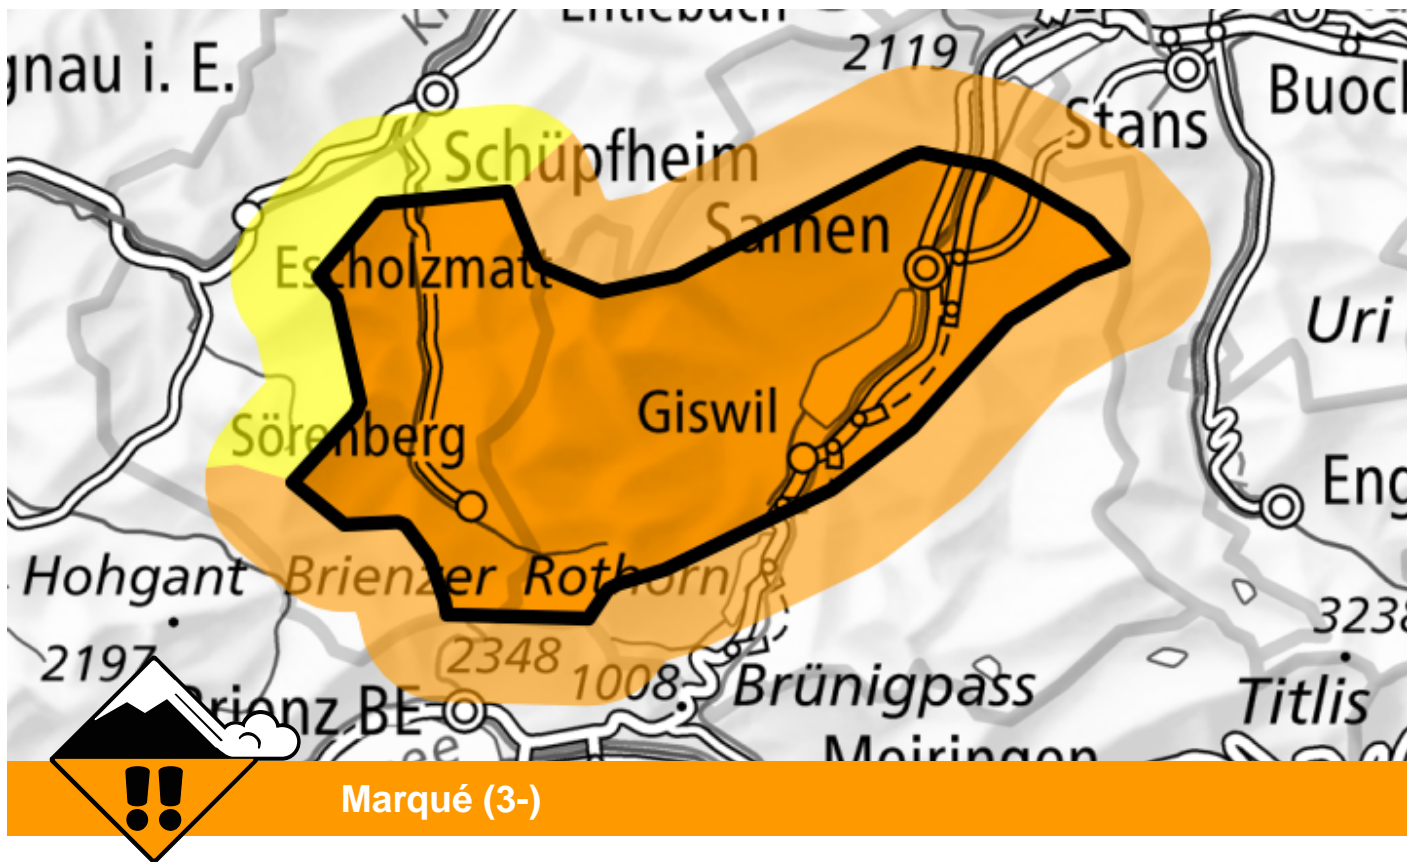 Entlebuch
gnau i. E.
2119
Buoch
Stans
Schüpfheim
Sarnen
Escholzmatt
Uri
Giswil
Sörenberg
Eng
Hohgant
Brienzer Rothorn
2197
2348
1008
3238
Brünigpass
Titlis
Brienz BE
ee
Meiringen
Marqué (3-)